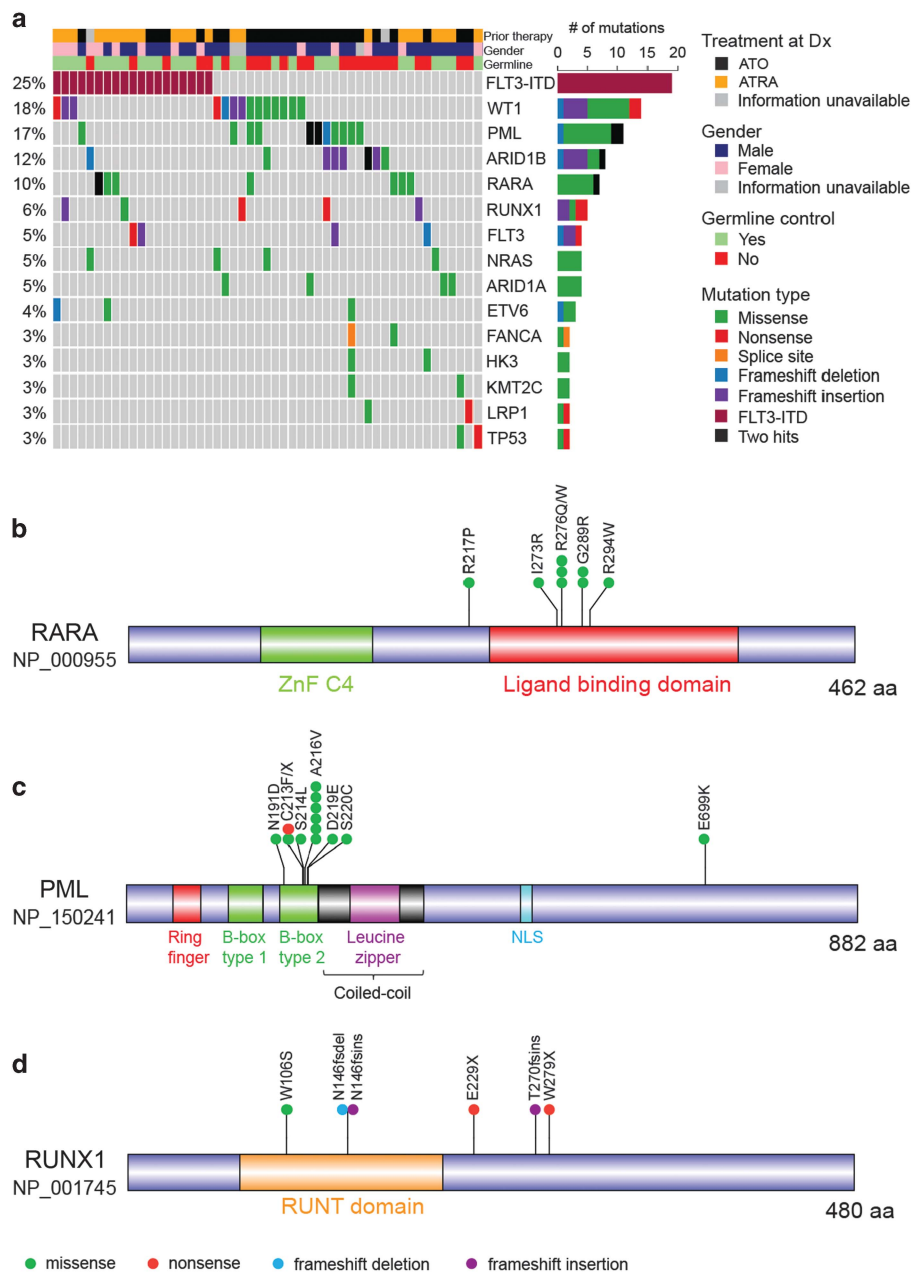 a
Prior therapy
Gender
Germline
# of mutations
0 5 10 15 20
25% FLT3-ITD
18% WT1
17% PML
12% ARID1B
10% RARA
6% RUNX1
5% FLT3
5% NRAS
5% ARID1A
4% ETV6
3% FANCA
3% HK3
3% KMT2C
3% LRP1
3% TP53
Treatment at Dx
ATO
ATRA
Information unavailable
Gender
Male
Female
Information unavailable
Germline control
Yes
No
Mutation type
Missense
Nonsense
Splice site
Frameshift deletion
Frameshift insertion
FLT3-ITD
Two hits
b
R217P
I273R
R276Q/W
G289R
R294W
RARA
NP_000955
ZnF C4
Ligand binding domain
462 aa
c
N191D
C213F/X
S214L
A216V
D219E
S220C
E699K
PML
NP_150241
Ring finger
B-box type 1
B-box type 2
Leucine zipper
NLS
882 aa
Coiled-coil
d
W106S
N146fsdel
N146fsins
E229X
T270fsins
W279X
RUNX1
NP_001745
RUNT domain
480 aa
missense
nonsense
frameshift deletion
frameshift insertion